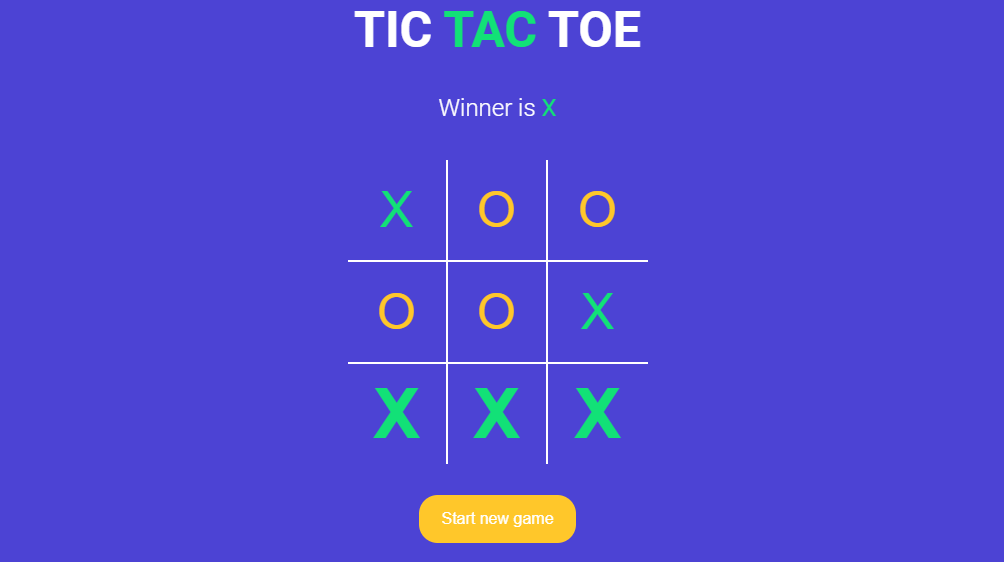 TIC TAC TOE
Winner is X
X O O
O O X
X X X
Start new game